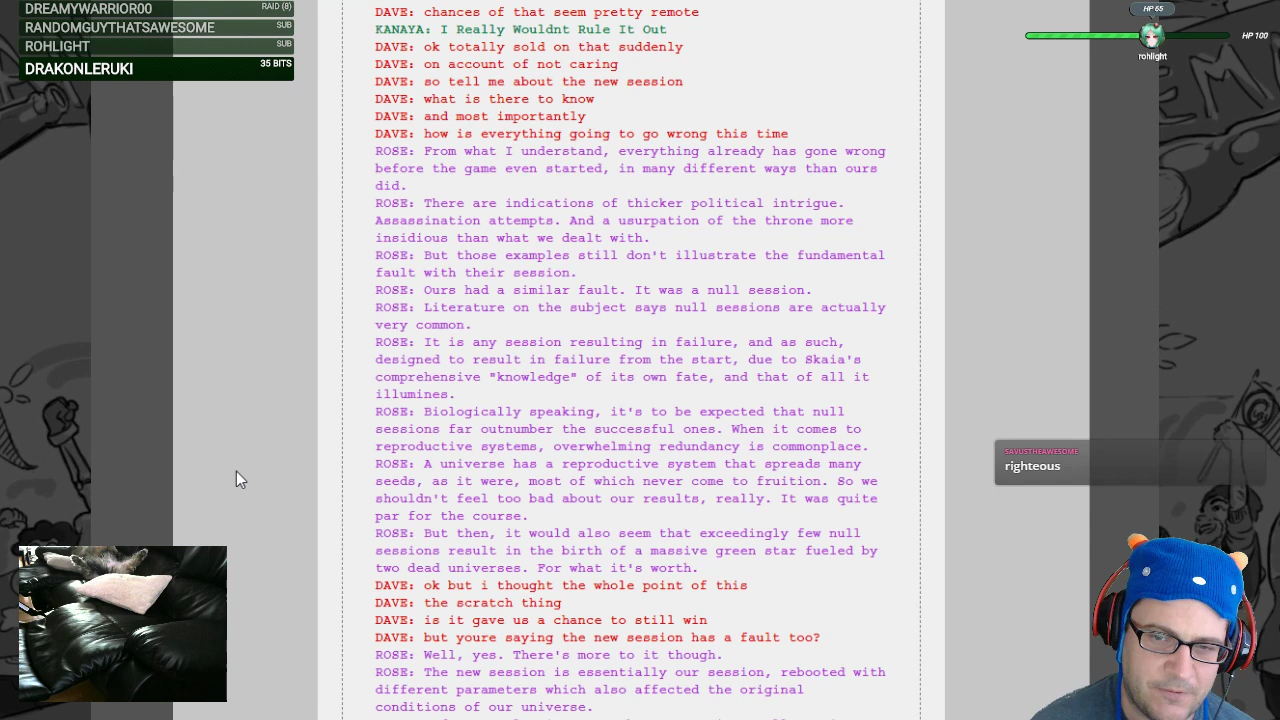 DREAMYWARRIOR00 RAID (8)
RANDOMGUYTHATSAWESOME SUB
ROHLIGHT SUB
DRAKONLERUKI 35 BITS
DAVE: chances of that seem pretty remote
KANAYA: I Really Wouldnt Rule It Out
DAVE: ok totally sold on that suddenly
DAVE: on account of not caring
DAVE: so tell me about the new session
DAVE: what is there to know
DAVE: and most importantly
DAVE: how is everything going to go wrong this time
ROSE: From what I understand, everything already has gone wrong
before the game even started, in many different ways than ours
did.
ROSE: There are indications of thicker political intrigue.
Assassination attempts. And a usurpation of the throne more
insidious than what we dealt with.
ROSE: But those examples still don't illustrate the fundamental
fault with their session.
ROSE: Ours had a similar fault. It was a null session.
ROSE: Literature on the subject says null sessions are actually
very common.
ROSE: It is any session resulting in failure, and as such,
designed to result in failure from the start, due to Skaia's
comprehensive "knowledge" of its own fate, and that of all it
illumines.
ROSE: Biologically speaking, it's to be expected that null
sessions far outnumber the successful ones. When it comes to
reproductive systems, overwhelming redundancy is commonplace.
ROSE: A universe has a reproductive system that spreads many
seeds, as it were, most of which never come to fruition. So we
shouldn't feel too bad about our results, really. It was quite
par for the course.
ROSE: But then, it would also seem that exceedingly few null
sessions result in the birth of a massive green star fueled by
two dead universes. For what it's worth.
DAVE: ok but i thought the whole point of this
DAVE: the scratch thing
DAVE: is it gave us a chance to still win
DAVE: but youre saying the new session has a fault too?
ROSE: Well, yes. There's more to it though.
ROSE: The new session is essentially our session, rebooted with
different parameters which also affected the original
conditions of our universe.
HP 65
HP 100
rohlight
SAVUSTHEAWESOME
righteous